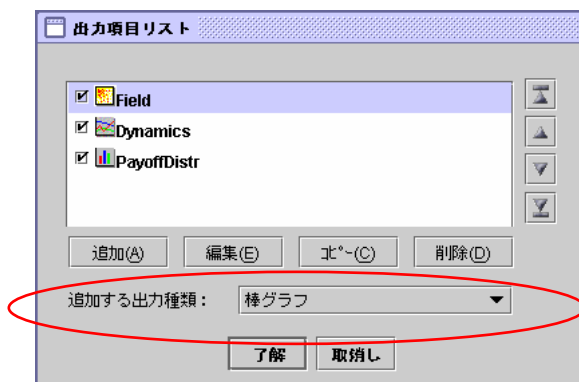 出力項目リスト
Field
Dynamics
PayoffDistr
追加(A) 編集(E) ｺﾋﾟｰ(C) 削除(D)
追加する出力種類： 棒グラフ
了解 取消し